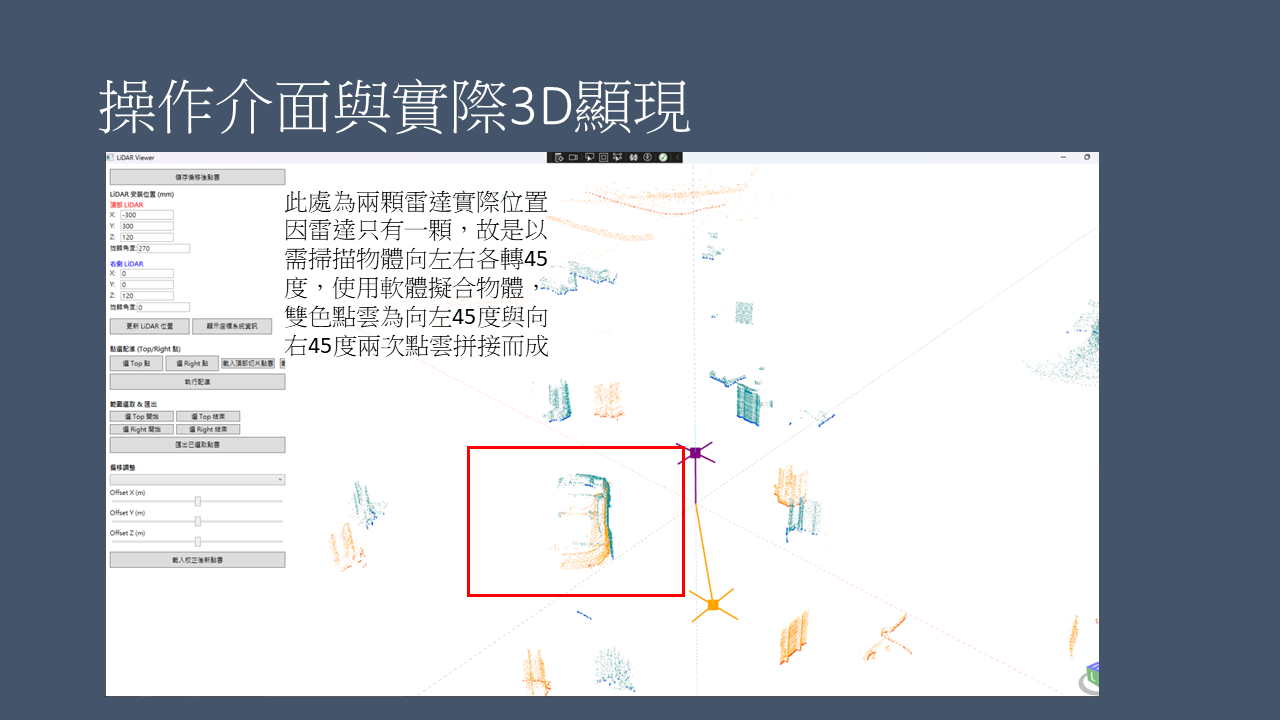 操作介面與實際3D顯現
LiDAR Viewer
儲存偏移後點雲
LiDAR 安裝位置 (mm)
頂部 LiDAR
X: -300
Y: 300
Z: 120
旋轉角度: 270
右側 LiDAR
X: 0
Y: 0
Z: 120
旋轉角度: 0
更新 LiDAR 位置 顯示座標系統資訊
點選配準 (Top/Right 點)
選 Top 點 選 Right 點 載入頂部切片點雲
執行配準
範圍選取 & 匯出
選 Top 開始 選 Top 結束
選 Right 開始 選 Right 結束
匯出已選取點雲
偏移調整
Offset X (m)
Offset Y (m)
Offset Z (m)
載入校正後新點雲
此處為兩顆雷達實際位置
因雷達只有一顆，故是以
需掃描物體向左右各轉45
度，使用軟體擬合物體，
雙色點雲為向左45度與向
右45度兩次點雲拼接而成